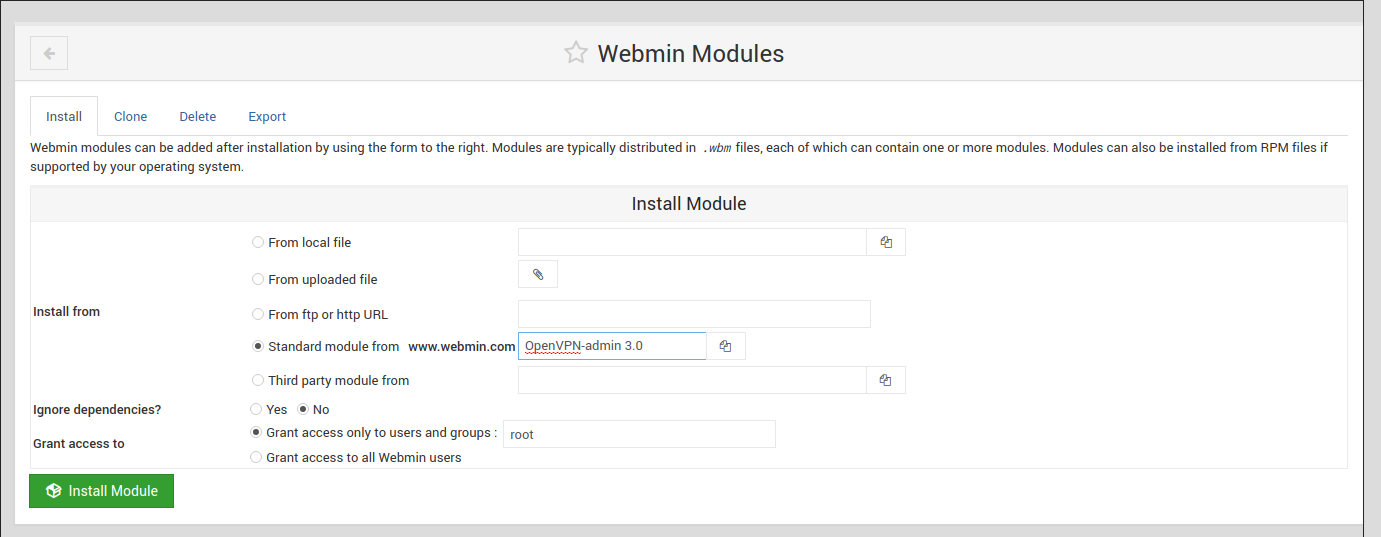 Webmin Modules
Install Clone Delete Export
Webmin modules can be added after installation by using the form to the right. Modules are typically distributed in .wbm files, each of which can contain one or more modules. Modules can also be installed from RPM files if
supported by your operating system.
Install Module
From local file
From uploaded file
Install from
From ftp or http URL
Standard module from www.webmin.com OpenVPN-admin 3.0
Third party module from
Ignore dependencies? Yes No
Grant access to
Grant access only to users and groups : root
Grant access to all Webmin users
Install Module